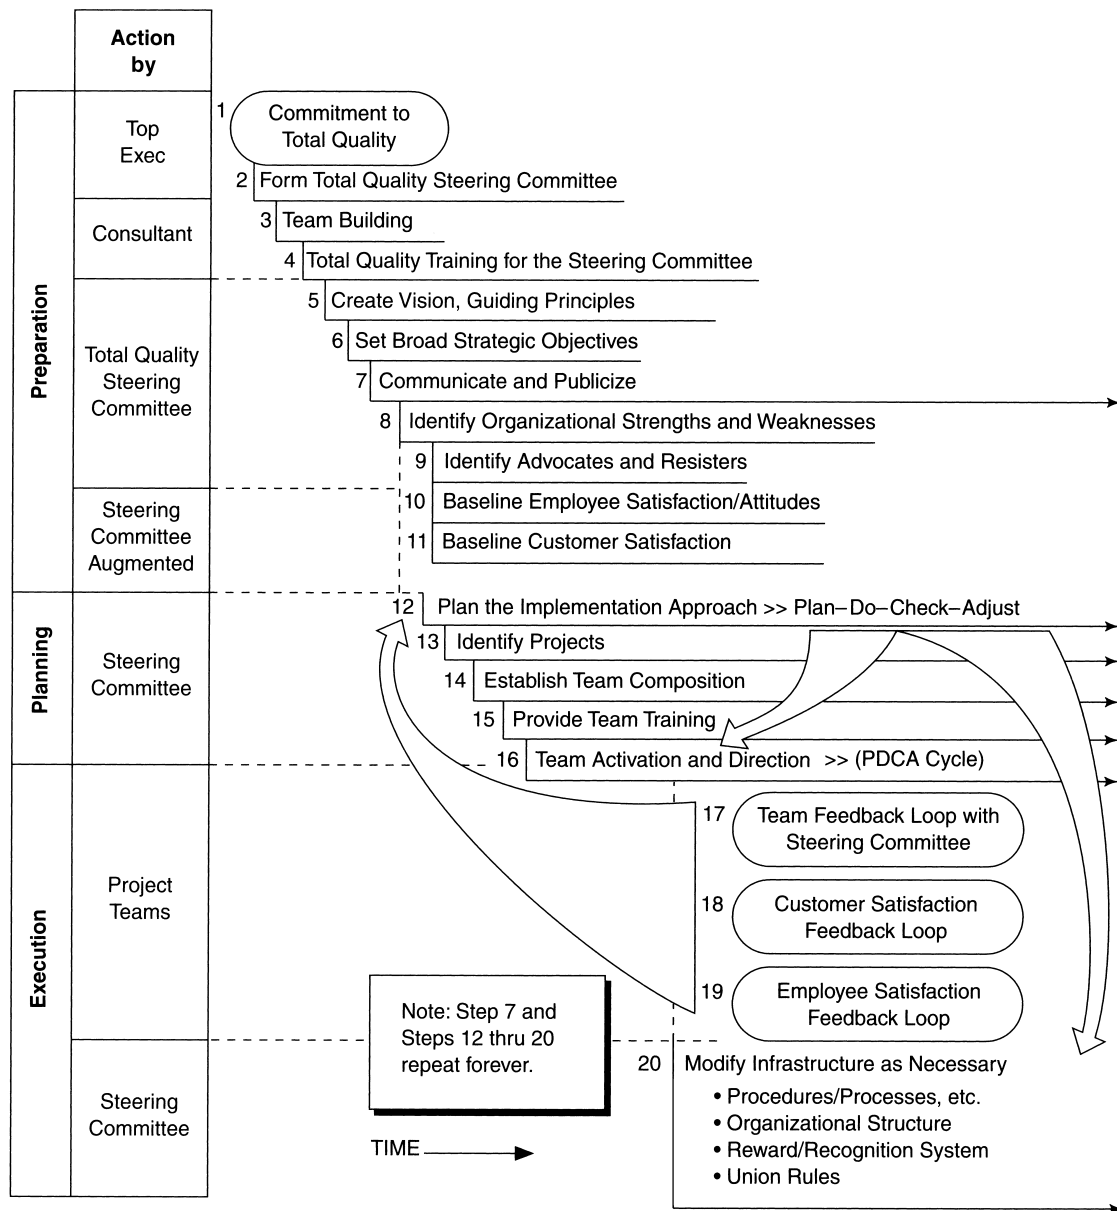 Action
by
Preparation
Top
Exec
1
Commitment to
Total Quality
2 Form Total Quality Steering Committee
Consultant
3 Team Building
4 Total Quality Training for the Steering Committee
Total Quality
Steering
Committee
5 Create Vision, Guiding Principles
6 Set Broad Strategic Objectives
7 Communicate and Publicize
8 Identify Organizational Strengths and Weaknesses
9 Identify Advocates and Resisters
Steering
Committee
Augmented
10 Baseline Employee Satisfaction/Attitudes
11 Baseline Customer Satisfaction
Planning
Steering
Committee
12 Plan the Implementation Approach >> Plan–Do–Check–Adjust
13 Identify Projects
14 Establish Team Composition
15 Provide Team Training
16 Team Activation and Direction >> (PDCA Cycle)
Execution
Project
Teams
17 Team Feedback Loop with
Steering Committee
18 Customer Satisfaction
Feedback Loop
19 Employee Satisfaction
Feedback Loop
Note: Step 7 and
Steps 12 thru 20
repeat forever.
Steering
Committee
20 Modify Infrastructure as Necessary
• Procedures/Processes, etc.
• Organizational Structure
• Reward/Recognition System
• Union Rules
TIME